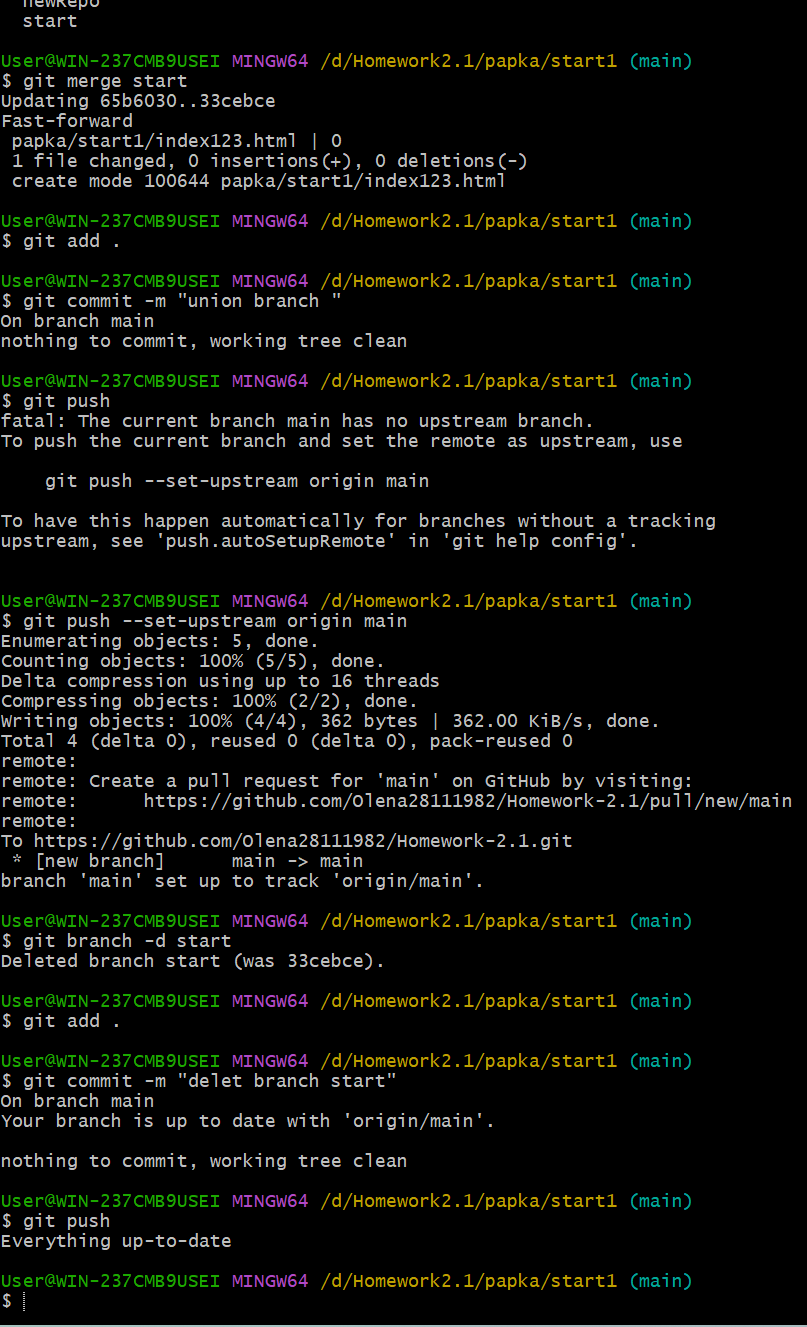 newRepo
start
User@WIN-237CMB9USEI MINGW64 /d/Homework2.1/papka/start1 (main)
$ git merge start
Updating 65b6030..33cebce
Fast-forward
papka/start1/index123.html | 0
1 file changed, 0 insertions(+), 0 deletions(-)
create mode 100644 papka/start1/index123.html
User@WIN-237CMB9USEI MINGW64 /d/Homework2.1/papka/start1 (main)
$ git add .
User@WIN-237CMB9USEI MINGW64 /d/Homework2.1/papka/start1 (main)
$ git commit -m "union branch "
On branch main
nothing to commit, working tree clean
User@WIN-237CMB9USEI MINGW64 /d/Homework2.1/papka/start1 (main)
$ git push
fatal: The current branch main has no upstream branch.
To push the current branch and set the remote as upstream, use
git push --set-upstream origin main
To have this happen automatically for branches without a tracking
upstream, see 'push.autoSetupRemote' in 'git help config'.
User@WIN-237CMB9USEI MINGW64 /d/Homework2.1/papka/start1 (main)
$ git push --set-upstream origin main
Enumerating objects: 5, done.
Counting objects: 100% (5/5), done.
Delta compression using up to 16 threads
Compressing objects: 100% (2/2), done.
Writing objects: 100% (4/4), 362 bytes | 362.00 KiB/s, done.
Total 4 (delta 0), reused 0 (delta 0), pack-reused 0
remote:
remote: Create a pull request for 'main' on GitHub by visiting:
remote:      https://github.com/Olena28111982/Homework-2.1/pull/new/main
remote:
To https://github.com/Olena28111982/Homework-2.1.git
* [new branch]      main -> main
branch 'main' set up to track 'origin/main'.
User@WIN-237CMB9USEI MINGW64 /d/Homework2.1/papka/start1 (main)
$ git branch -d start
Deleted branch start (was 33cebce).
User@WIN-237CMB9USEI MINGW64 /d/Homework2.1/papka/start1 (main)
$ git add .
User@WIN-237CMB9USEI MINGW64 /d/Homework2.1/papka/start1 (main)
$ git commit -m "delet branch start"
On branch main
Your branch is up to date with 'origin/main'.
nothing to commit, working tree clean
User@WIN-237CMB9USEI MINGW64 /d/Homework2.1/papka/start1 (main)
$ git push
Everything up-to-date
User@WIN-237CMB9USEI MINGW64 /d/Homework2.1/papka/start1 (main)
$